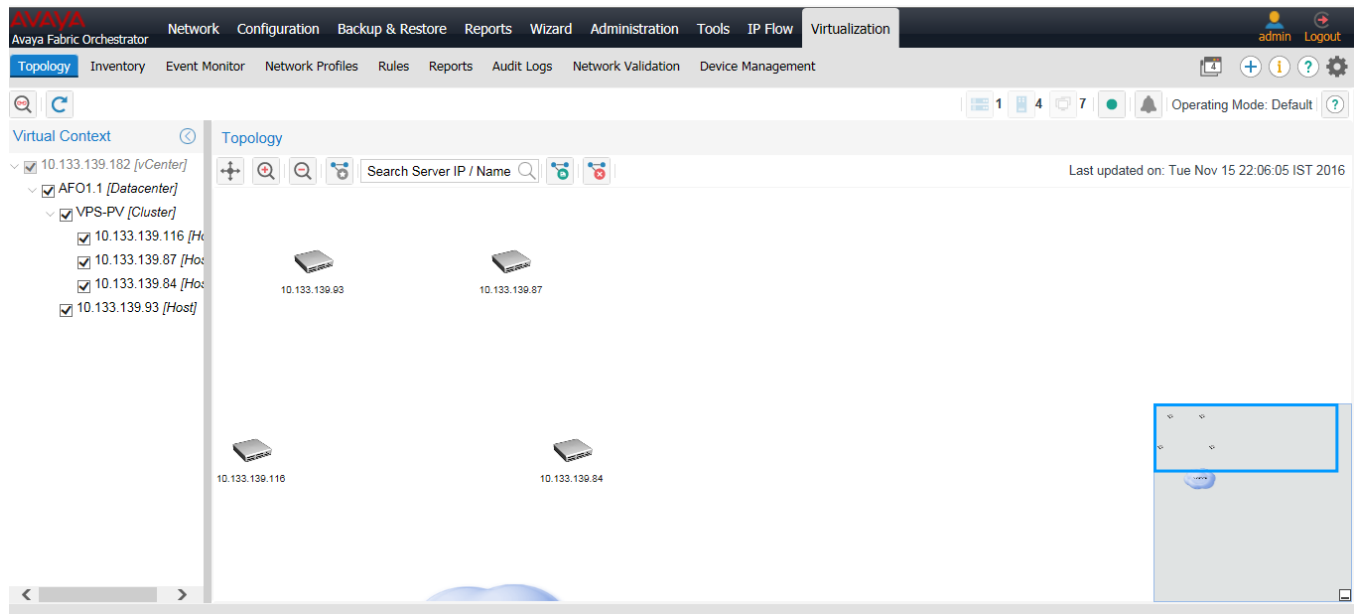 AVAYA
Avaya Fabric Orchestrator
Network Configuration Backup & Restore Reports Wizard Administration Tools IP Flow Virtualization
admin Logout
Topology Inventory Event Monitor Network Profiles Rules Reports Audit Logs Network Validation Device Management
4
1 4 7 Operating Mode: Default
Virtual Context
Topology
10.133.139.182 [vCenter]
AFO1.1 [Datacenter]
VPS-PV [Cluster]
10.133.139.116 [Ho
10.133.139.87 [Hos
10.133.139.84 [Hos
10.133.139.93 [Host]
Search Server IP / Name
Last updated on: Tue Nov 15 22:06:05 IST 2016
10.133.139.93
10.133.139.87
10.133.139.116
10.133.139.84